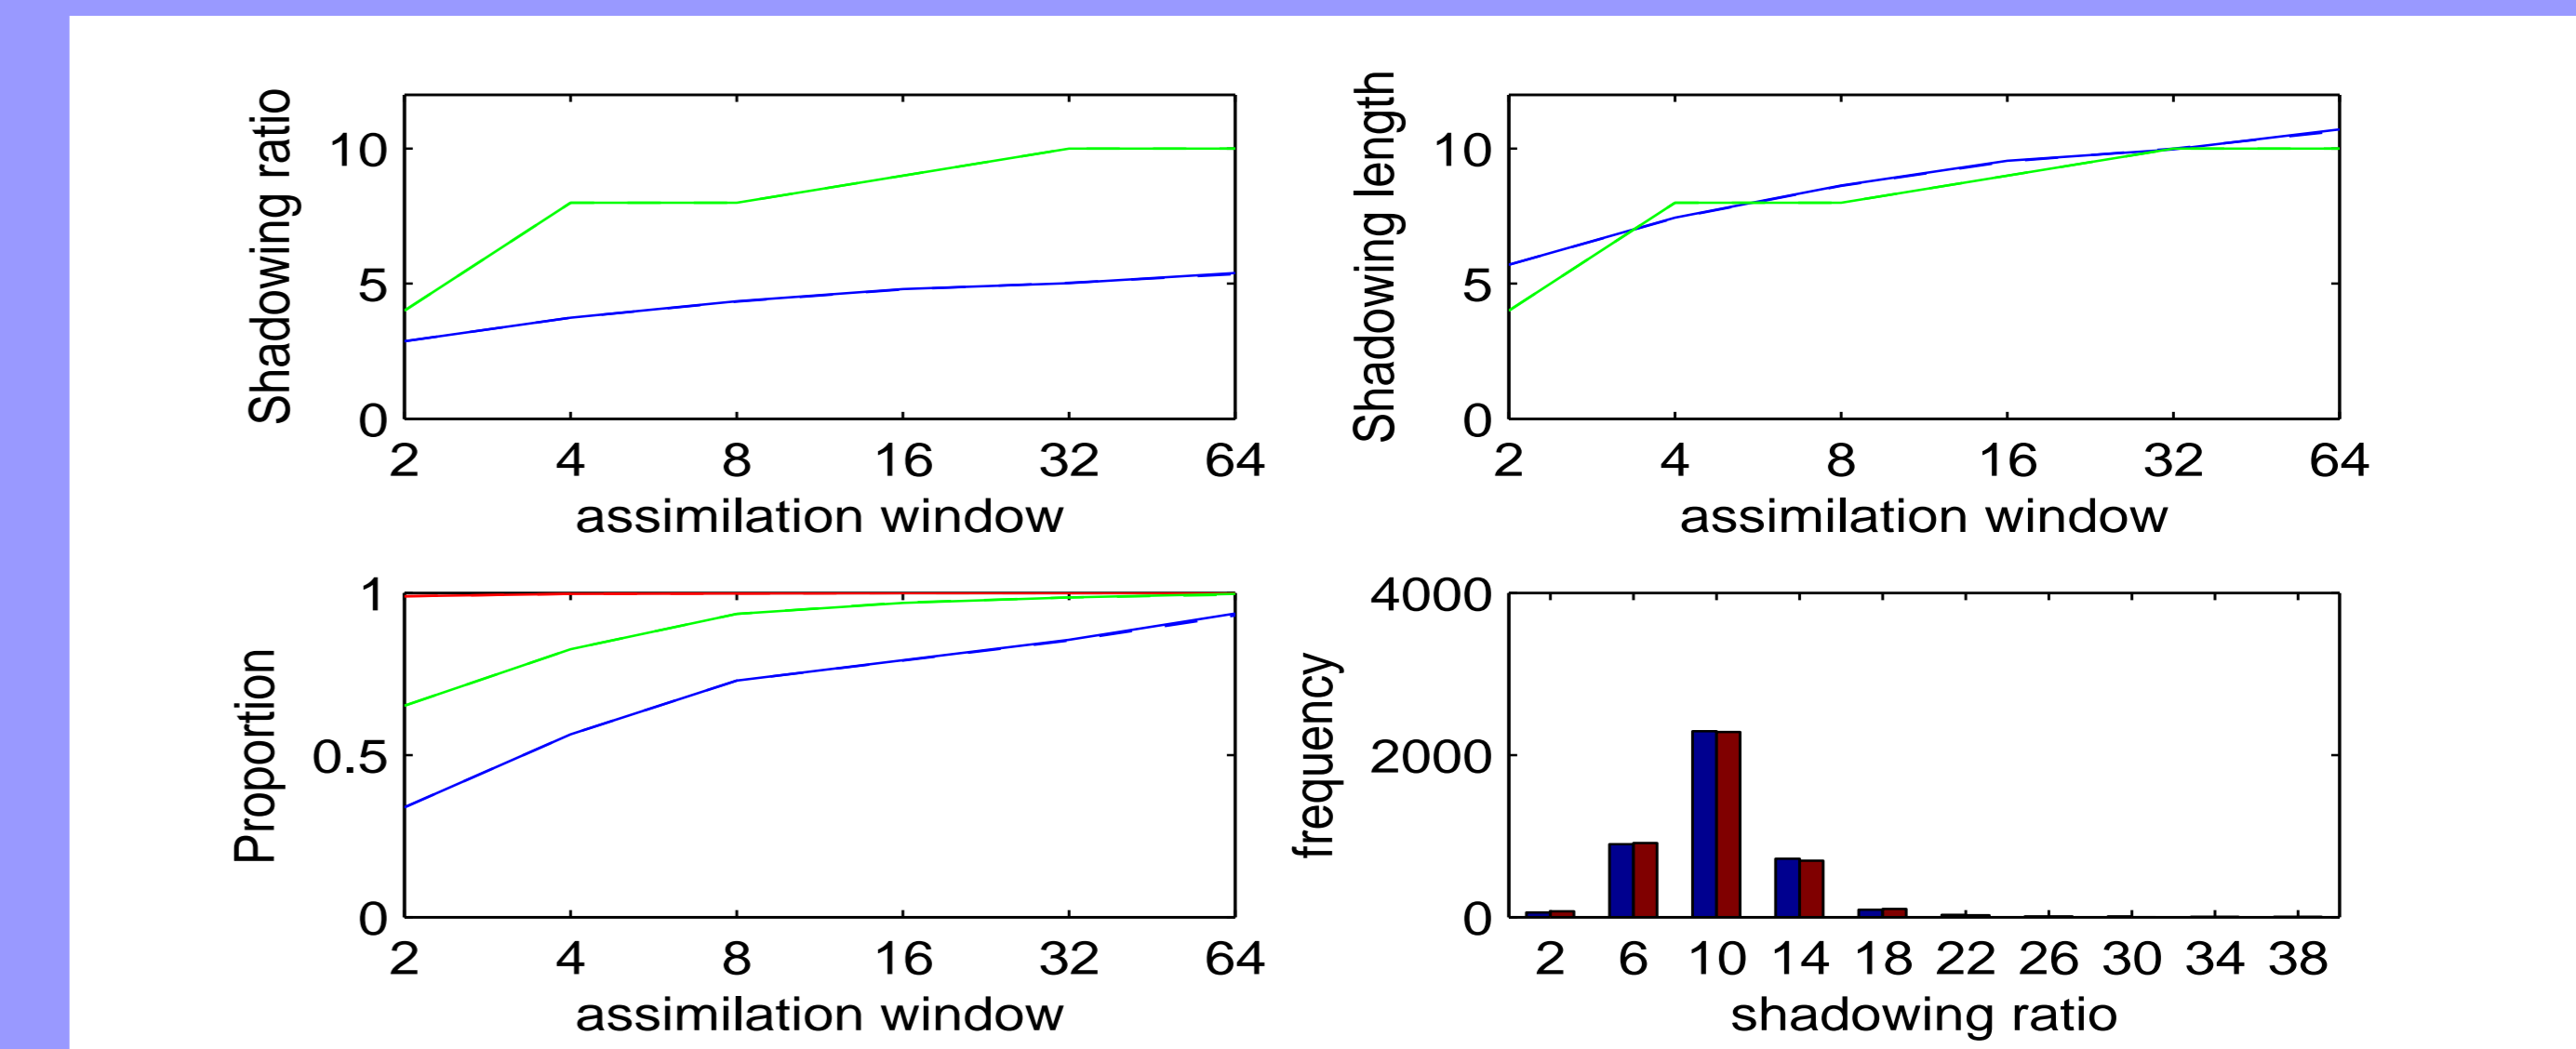 Shadowing ratio
10
5
0
2 4 8 16 32 64
assimilation window
Shadowing length
10
5
0
2 4 8 16 32 64
assimilation window
Proportion
1
0.5
0
2 4 8 16 32 64
assimilation window
frequency
4000
2000
0
2 6 10 14 18 22 26 30 34 38
shadowing ratio